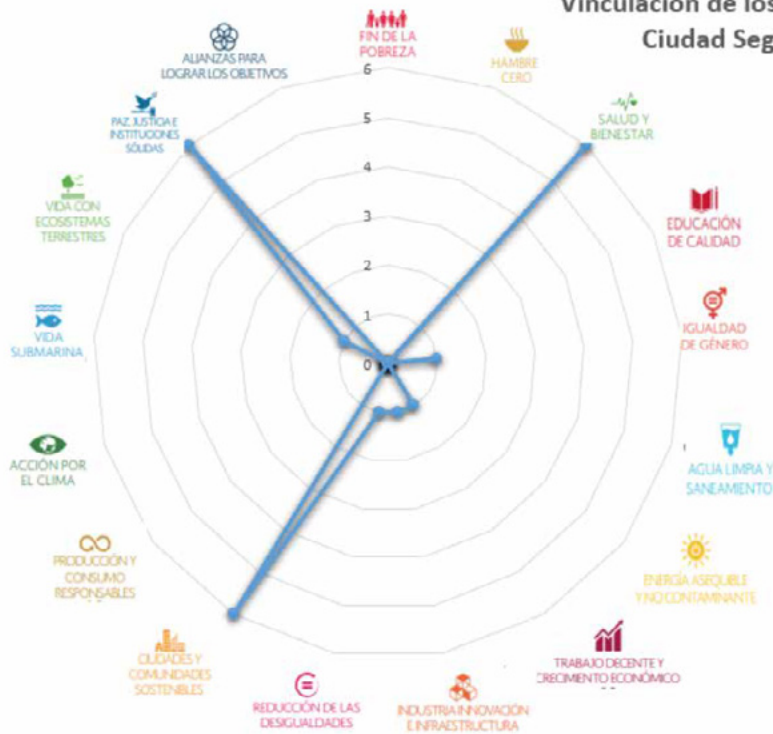 Vinculación de los
Ciudad Seg
FIN DE LA
POBREZA
HAMBRE
CERO
SALUD Y
BIENESTAR
EDUCACIÓN
DE CALIDAD
IGUALDAD
DE GÉNERO
AGUA LIMPIA Y
SANEAMIENTO
ENERGÍA ASEQUIBLE
Y NO CONTAMINANTE
TRABAJO DECENTE Y
CRECIMIENTO ECONÓMICO
INDUSTRIA INNOVACIÓN
E INFRAESTRUCTURA
REDUCCIÓN DE LAS
DESIGUALDADES
CIUDADES Y
COMUNIDADES
SOSTENIBLES
PRODUCCIÓN Y
CONSUMO
RESPONSABLES
ACCIÓN POR
EL CLIMA
VIDA
SUBMARINA
VIDA CON
ECOSISTEMAS
TERRESTRES
PAZ, JUSTICIA E
INSTITUCIONES
SÓLIDAS
ALIANZAS PARA
LOGRAR LOS OBJETIVOS
6
5
4
3
2
1
0